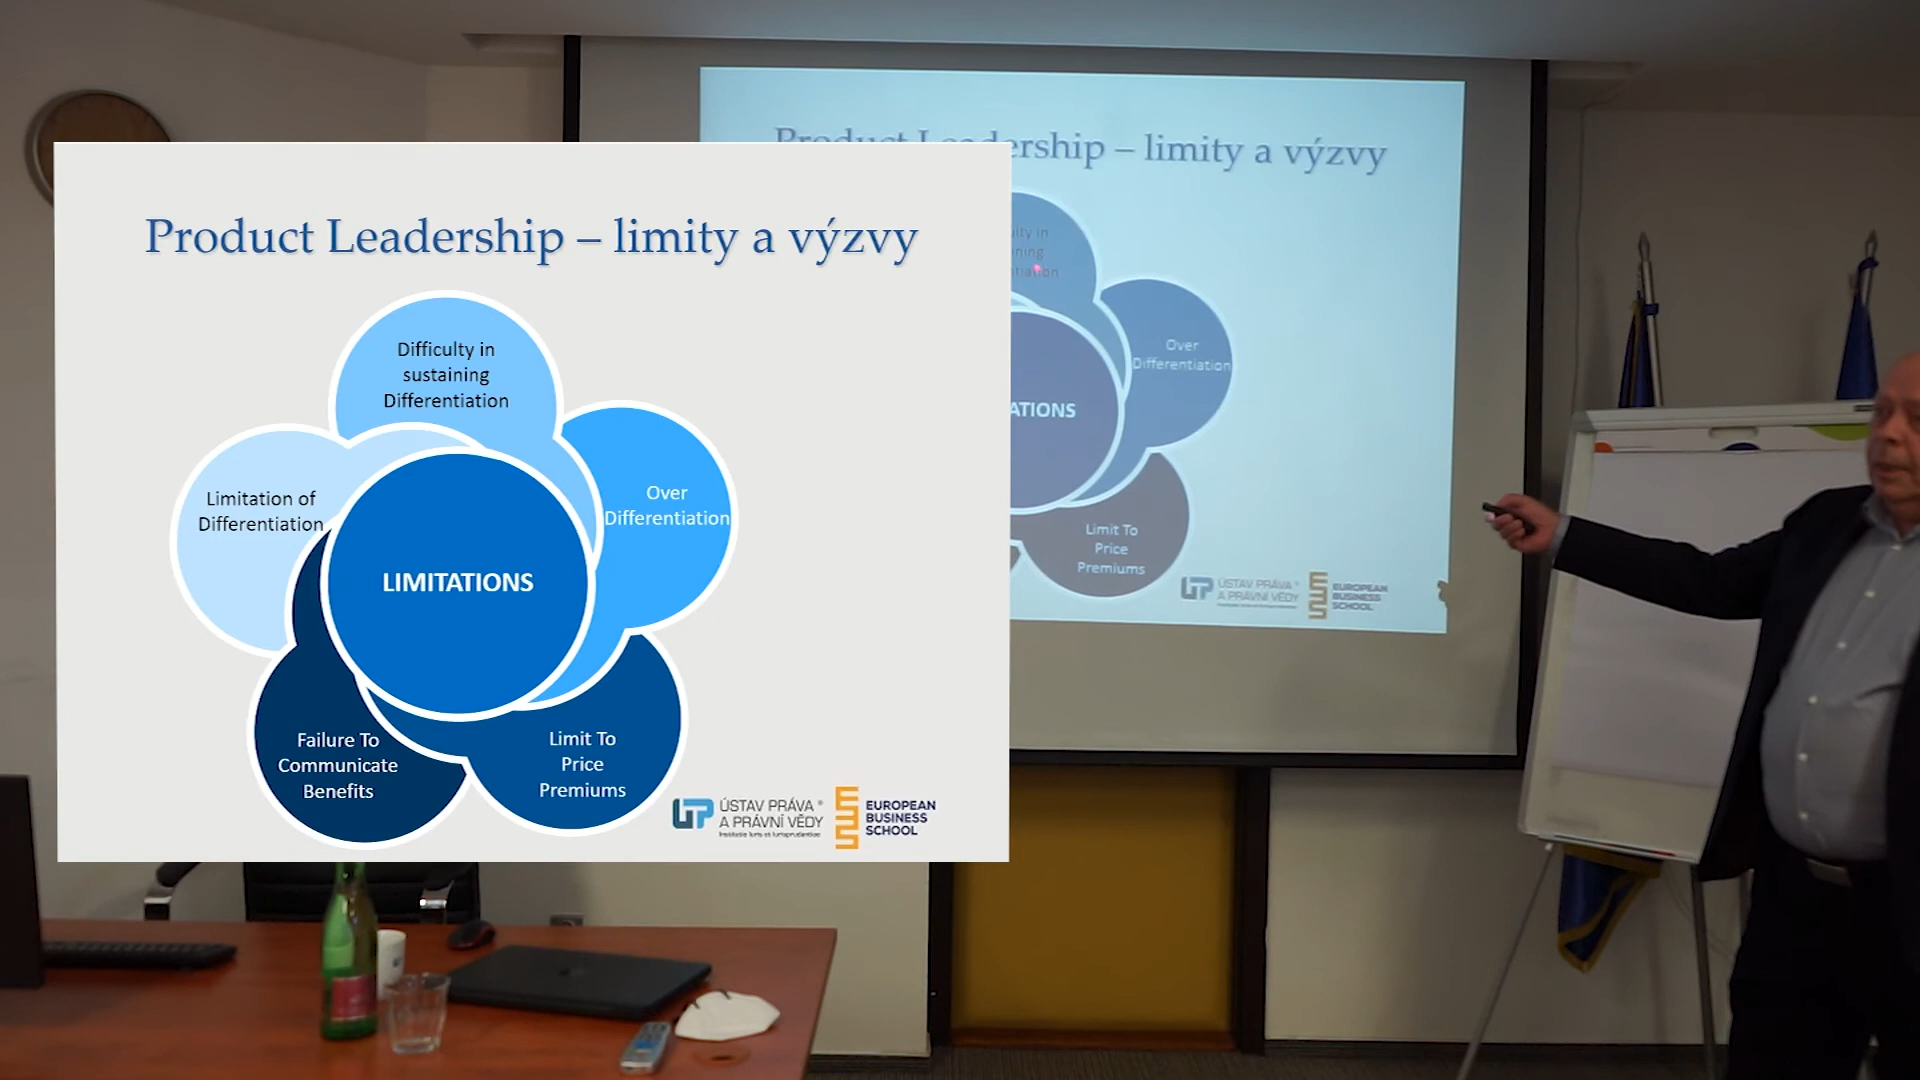 Product Leadership – limity a výzvy
Difficulty in
sustaining
Differentiation
Over
Differentiation
Limitation of
Differentiation
LIMITATIONS
Failure To
Communicate
Benefits
Limit To
Price
Premiums
ÚSTAV PRÁVA ®
A PRÁVNÍ VĚDY
EUROPEAN
BUSINESS
SCHOOL
Product Leadership – limity a výzvy
Over
Differentiation
ATIONS
Limit To
Price
Premiums
ÚSTAV PRÁVA ®
A PRÁVNÍ VĚDY
EUROPEAN
BUSINESS
SCHOOL